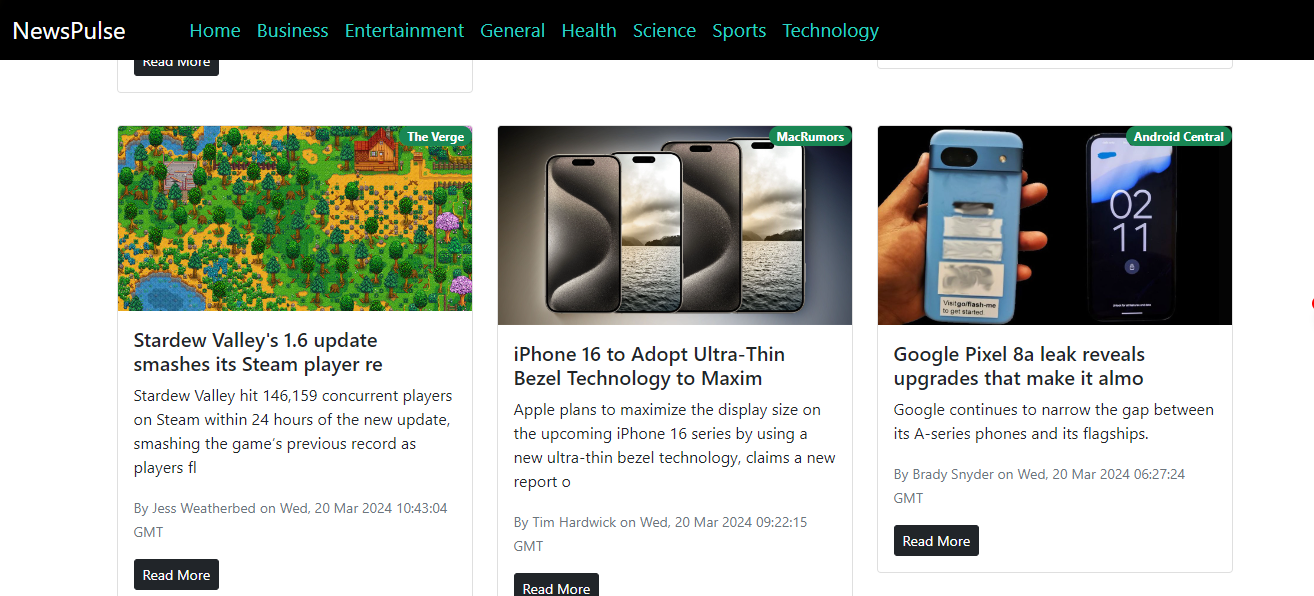 NewsPulse Home Business Entertainment General Health Science Sports Technology
Read More
The Verge
Stardew Valley's 1.6 update
smashes its Steam player re
Stardew Valley hit 146,159 concurrent players
on Steam within 24 hours of the new update,
smashing the game's previous record as
players fl
By Jess Weatherbed on Wed, 20 Mar 2024 10:43:04
GMT
Read More
MacRumors
iPhone 16 to Adopt Ultra-Thin
Bezel Technology to Maxim
Apple plans to maximize the display size on
the upcoming iPhone 16 series by using a
new ultra-thin bezel technology, claims a new
report o
By Tim Hardwick on Wed, 20 Mar 2024 09:22:15
GMT
Read More
Android Central
02
11
Visit go/flash-me
to get started
Google Pixel 8a leak reveals
upgrades that make it almo
Google continues to narrow the gap between
its A-series phones and its flagships.
By Brady Snyder on Wed, 20 Mar 2024 06:27:24
GMT
Read More